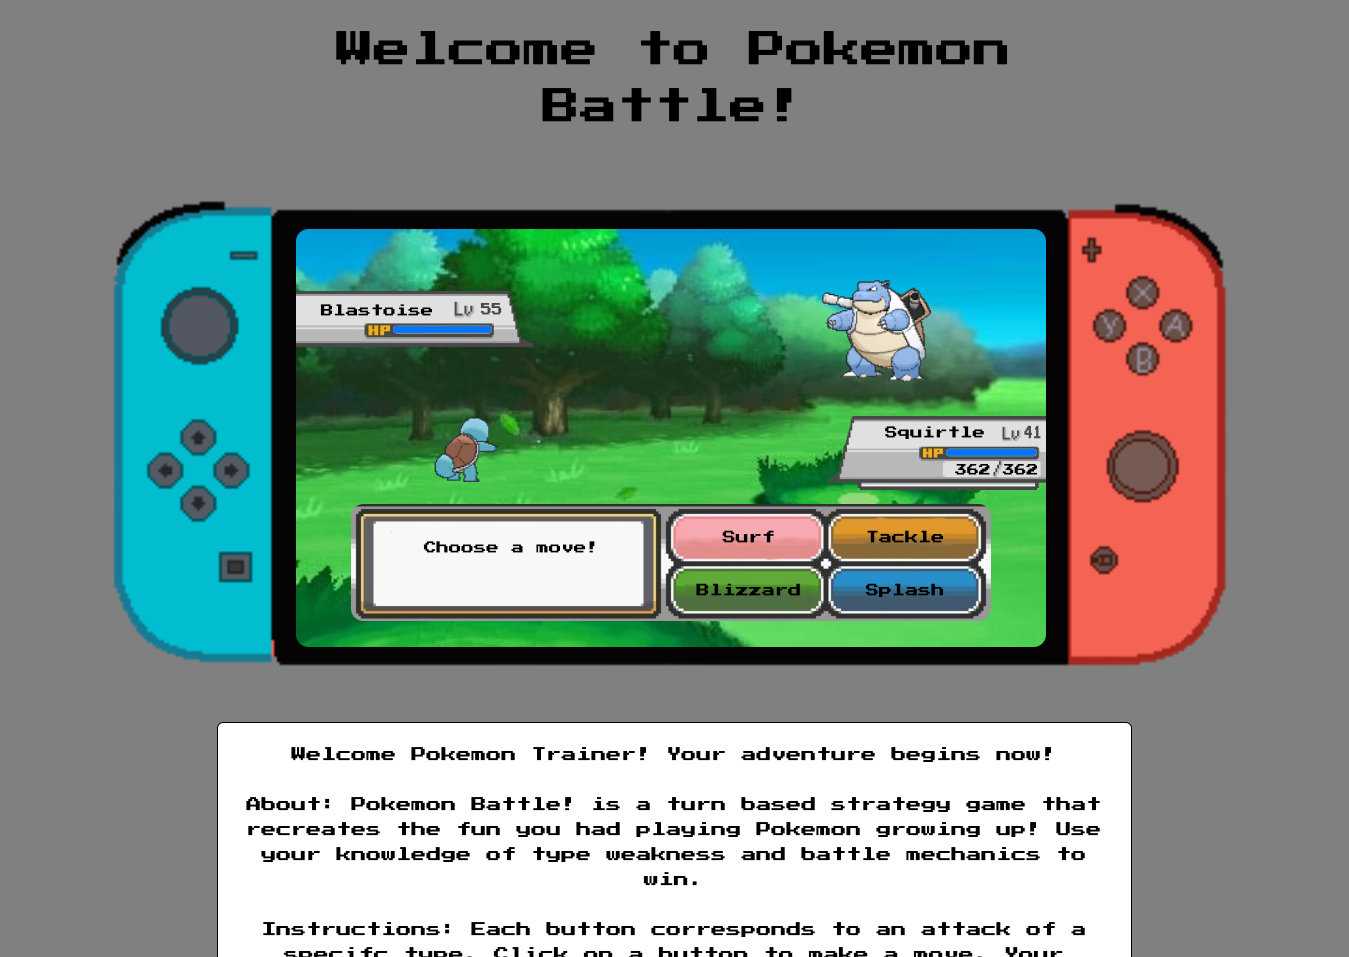 Welcome to Pokemon
Battle!
Blastoise Lv 55
HP
Squirtle Lv 41
HP
362/362
X
Y A
B
Choose a move!
Surf Tackle
Blizzard Splash
Welcome Pokemon Trainer! Your adventure begins now!
About: Pokemon Battle! is a turn based strategy game that
recreates the fun you had playing Pokemon growing up! Use
your knowledge of type weakness and battle mechanics to
win.
Instructions: Each button corresponds to an attack of a
specifc type. Click on a button to make a move. Your